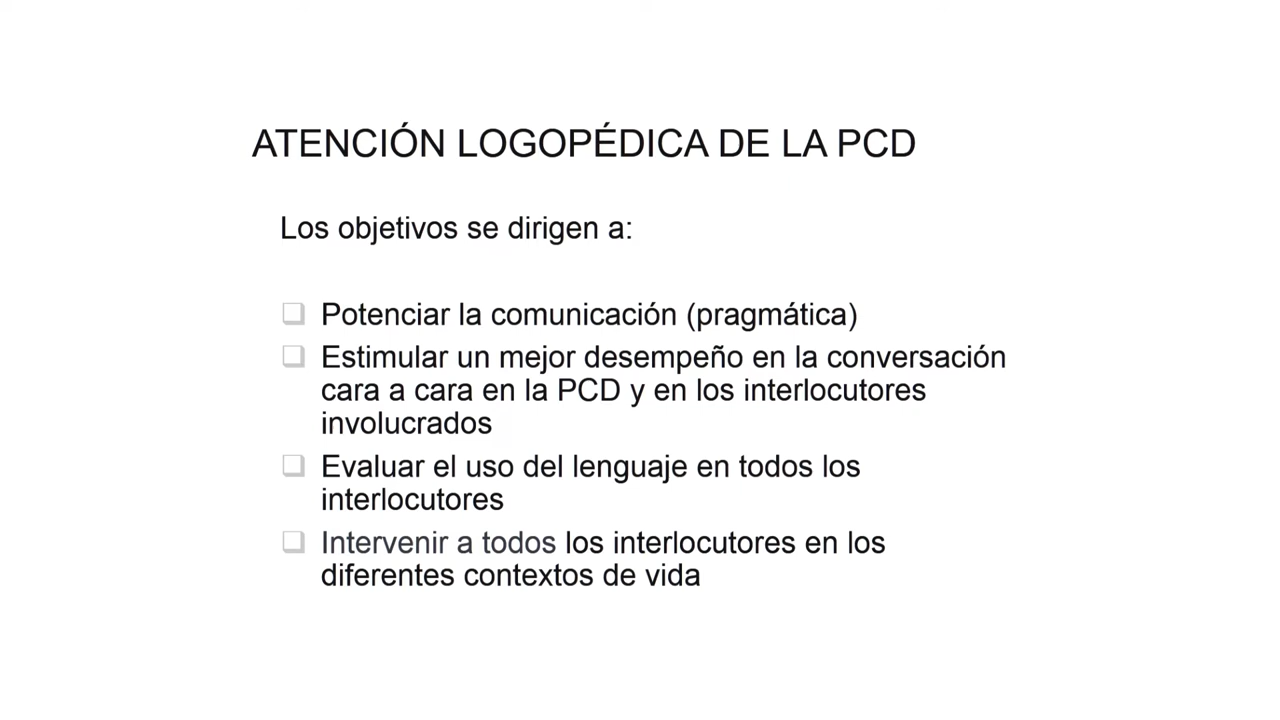 ATENCIÓN LOGOPÉDICA DE LA PCD
Los objetivos se dirigen a:
Potenciar la comunicación (pragmática)
Estimular un mejor desempeño en la conversación
cara a cara en la PCD y en los interlocutores
involucrados
Evaluar el uso del lenguaje en todos los
interlocutores
Intervenir a todos los interlocutores en los
diferentes contextos de vida